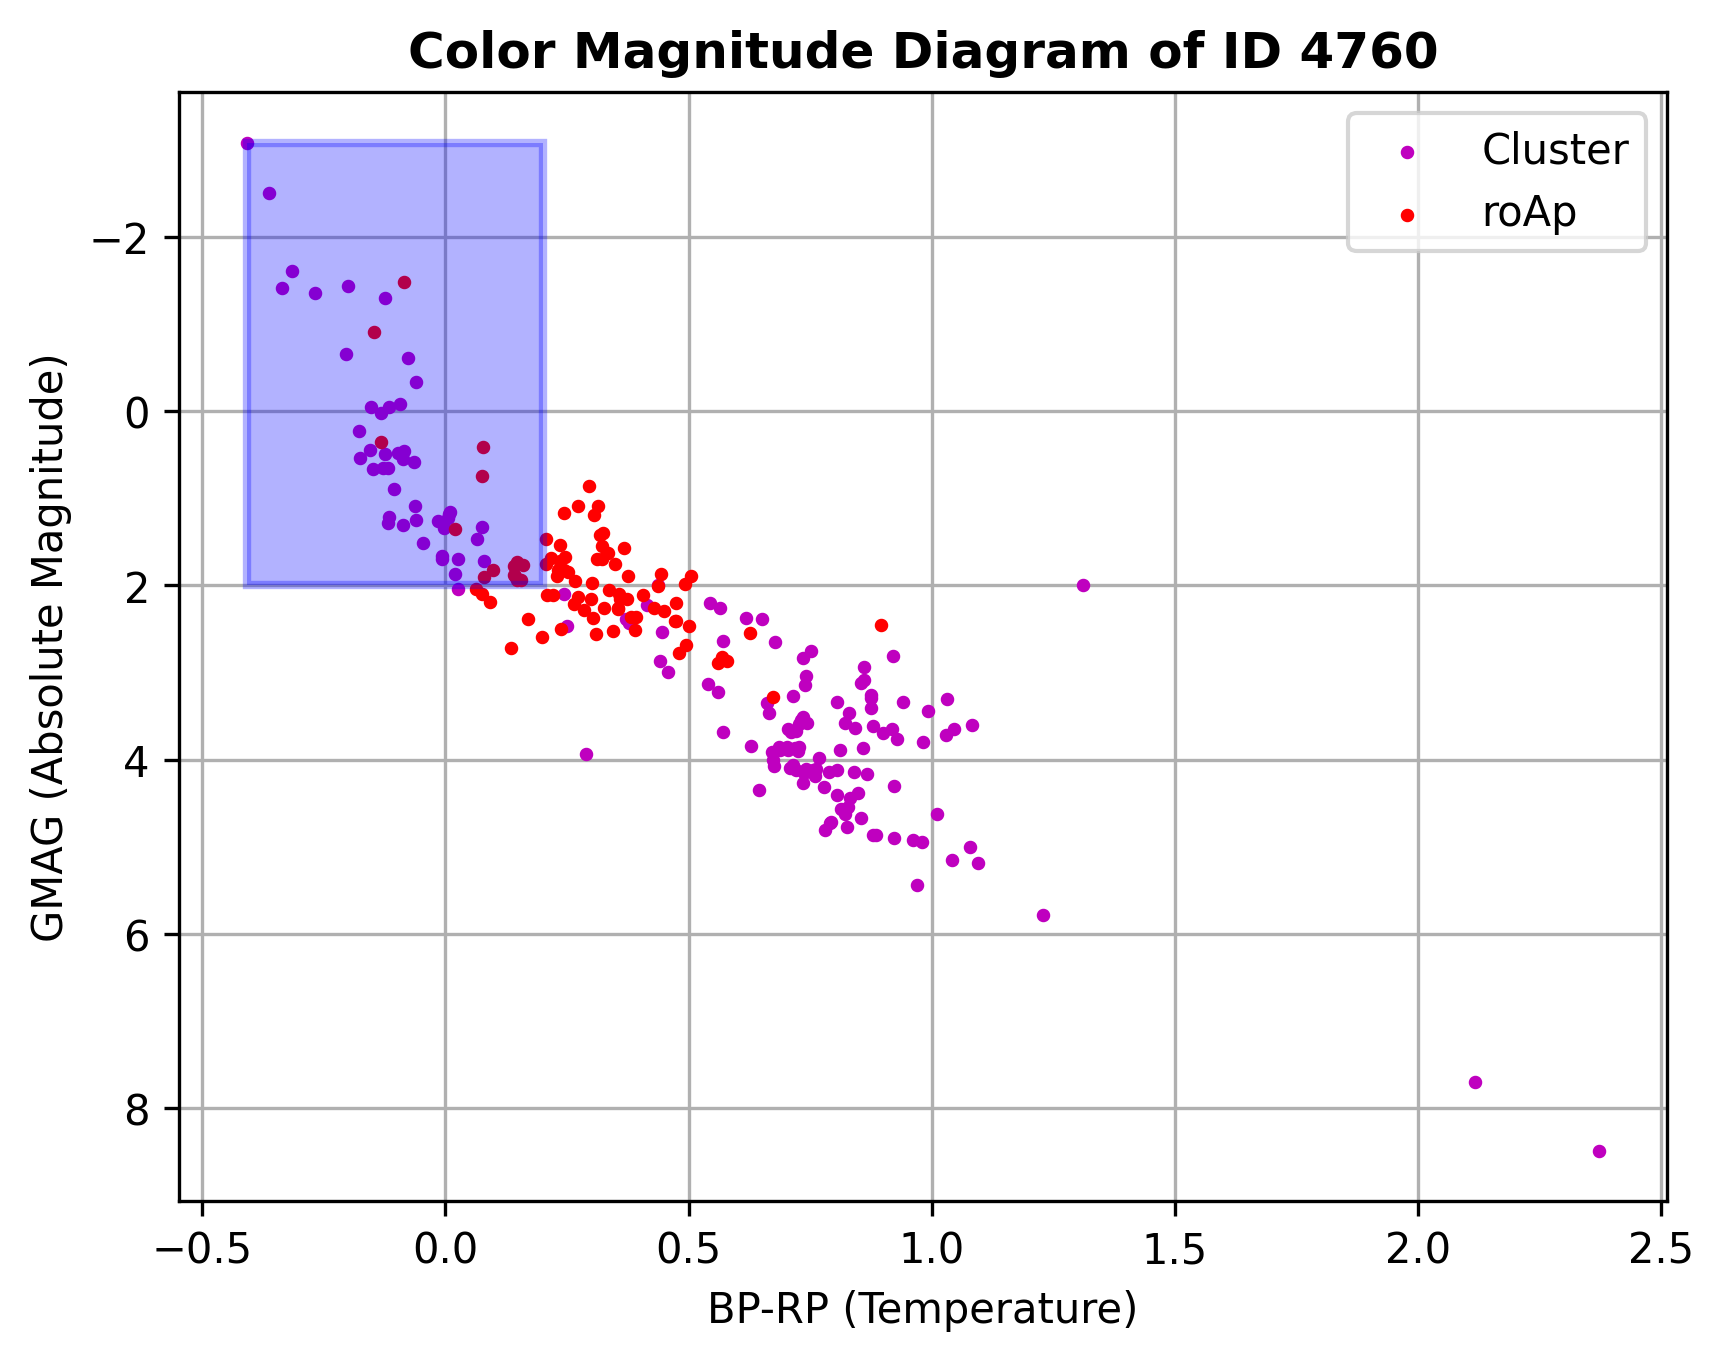 Color Magnitude Diagram of ID 4760
Cluster
roAp
GMAG (Absolute Magnitude)
−2
0
2
4
6
8
−0.5 0.0 0.5 1.0 1.5 2.0 2.5
BP-RP (Temperature)